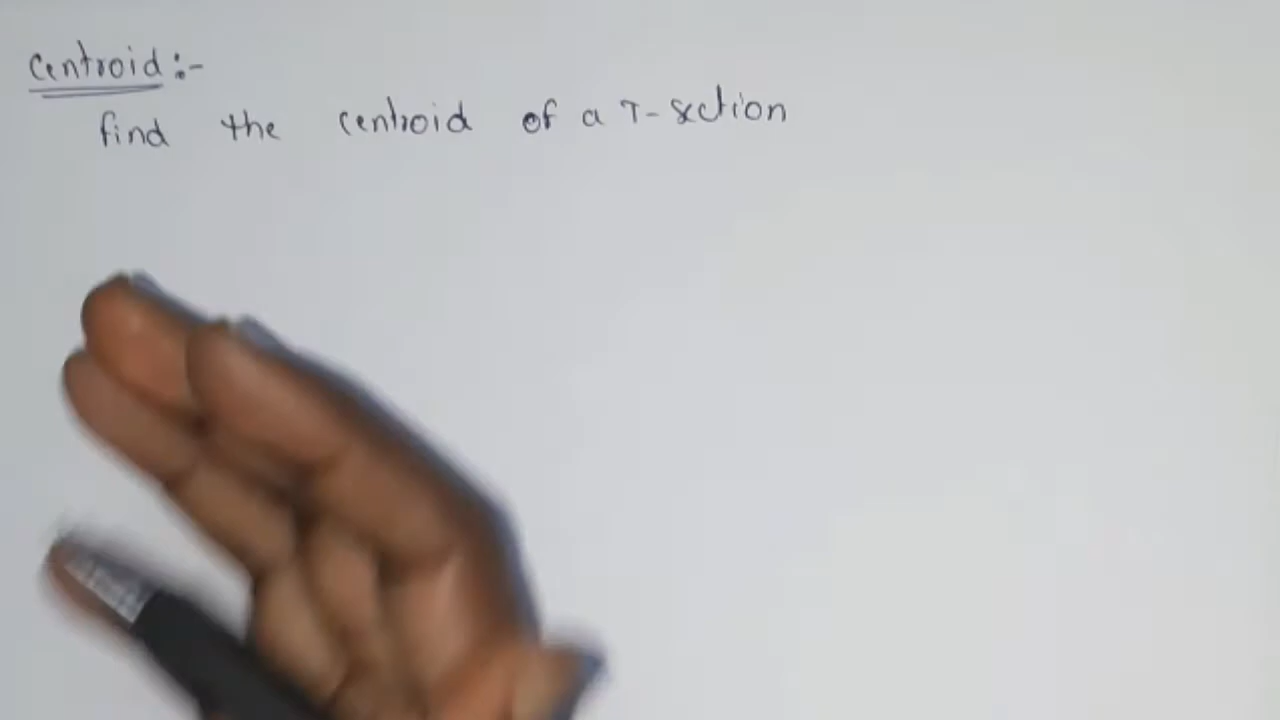 Centroid :-
find the centroid of a T- section